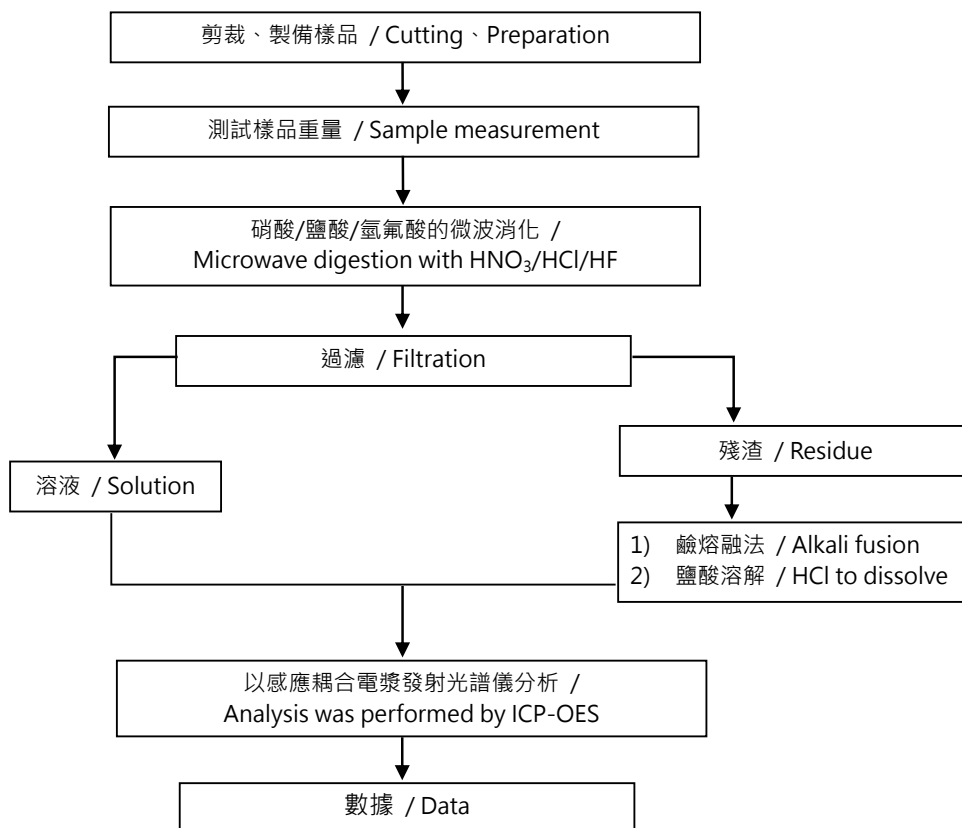 剪裁、製備樣品 / Cutting、Preparation
測試樣品重量 / Sample measurement
硝酸/鹽酸/氫氟酸的微波消化 /
Microwave digestion with HNO₃/HCl/HF
過濾 / Filtration
溶液 / Solution
殘渣 / Residue
1) 鹼熔融法 / Alkali fusion
2) 鹽酸溶解 / HCl to dissolve
以感應耦合電漿發射光譜儀分析 /
Analysis was performed by ICP-OES
數據 / Data